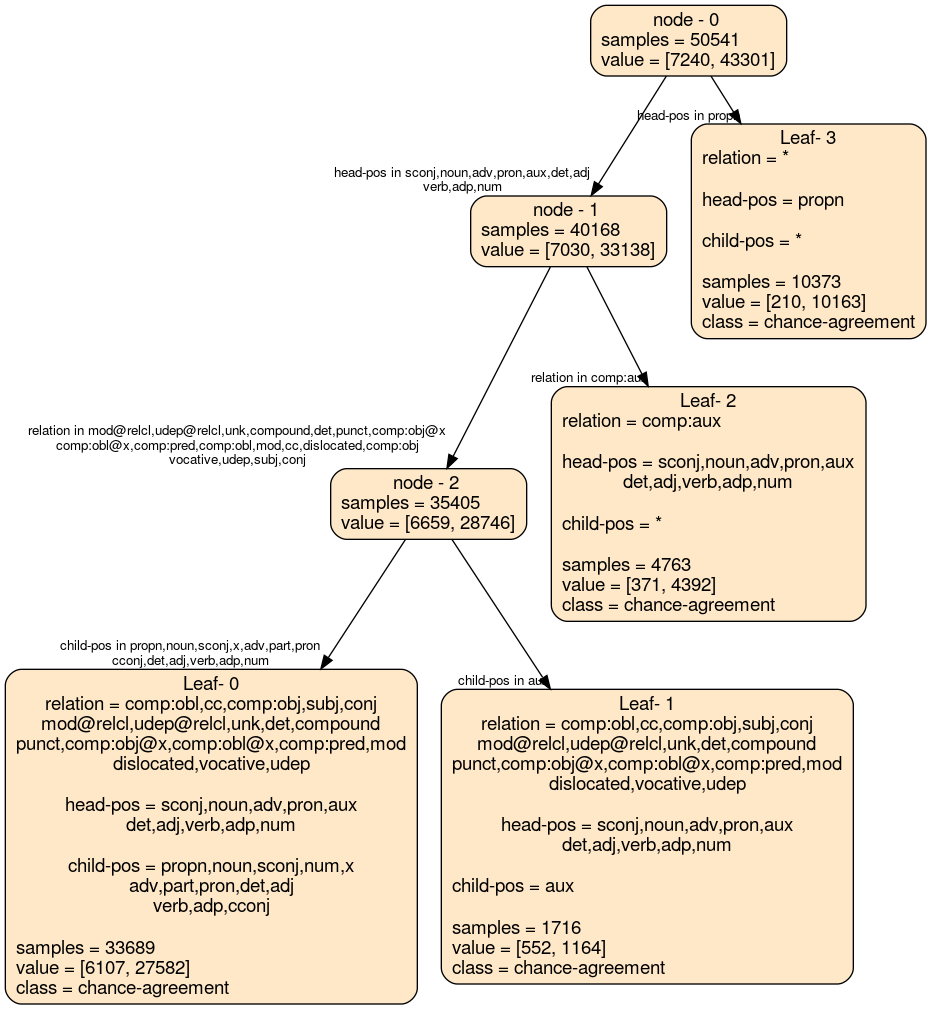 node - 0
samples = 50541
value = [7240, 43301]
head-pos in propn
Leaf- 3
relation = *
head-pos = propn
child-pos = *
samples = 10373
value = [210, 10163]
class = chance-agreement
head-pos in sconj,noun,adv,pron,aux,det,adj
verb,adp,num
node - 1
samples = 40168
value = [7030, 33138]
relation in comp:aux
Leaf- 2
relation = comp:aux
head-pos = sconj,noun,adv,pron,aux
det,adj,verb,adp,num
child-pos = *
samples = 4763
value = [371, 4392]
class = chance-agreement
relation in mod@relcl,udep@relcl,unk,compound,det,punct,comp:obj@x
comp:obl@x,comp:pred,comp:obl,mod,cc,dislocated,comp:obj
vocative,udep,subj,conj
node - 2
samples = 35405
value = [6659, 28746]
child-pos in propn,noun,sconj,x,adv,part,pron
cconj,det,adj,verb,adp,num
Leaf- 0
relation = comp:obl,cc,comp:obj,subj,conj
mod@relcl,udep@relcl,unk,det,compound
punct,comp:obj@x,comp:obl@x,comp:pred,mod
dislocated,vocative,udep
head-pos = sconj,noun,adv,pron,aux
det,adj,verb,adp,num
child-pos = propn,noun,sconj,num,x
adv,part,pron,det,adj
verb,adp,cconj
samples = 33689
value = [6107, 27582]
class = chance-agreement
child-pos in aux
Leaf- 1
relation = comp:obl,cc,comp:obj,subj,conj
mod@relcl,udep@relcl,unk,det,compound
punct,comp:obj@x,comp:obl@x,comp:pred,mod
dislocated,vocative,udep
head-pos = sconj,noun,adv,pron,aux
det,adj,verb,adp,num
child-pos = aux
samples = 1716
value = [552, 1164]
class = chance-agreement